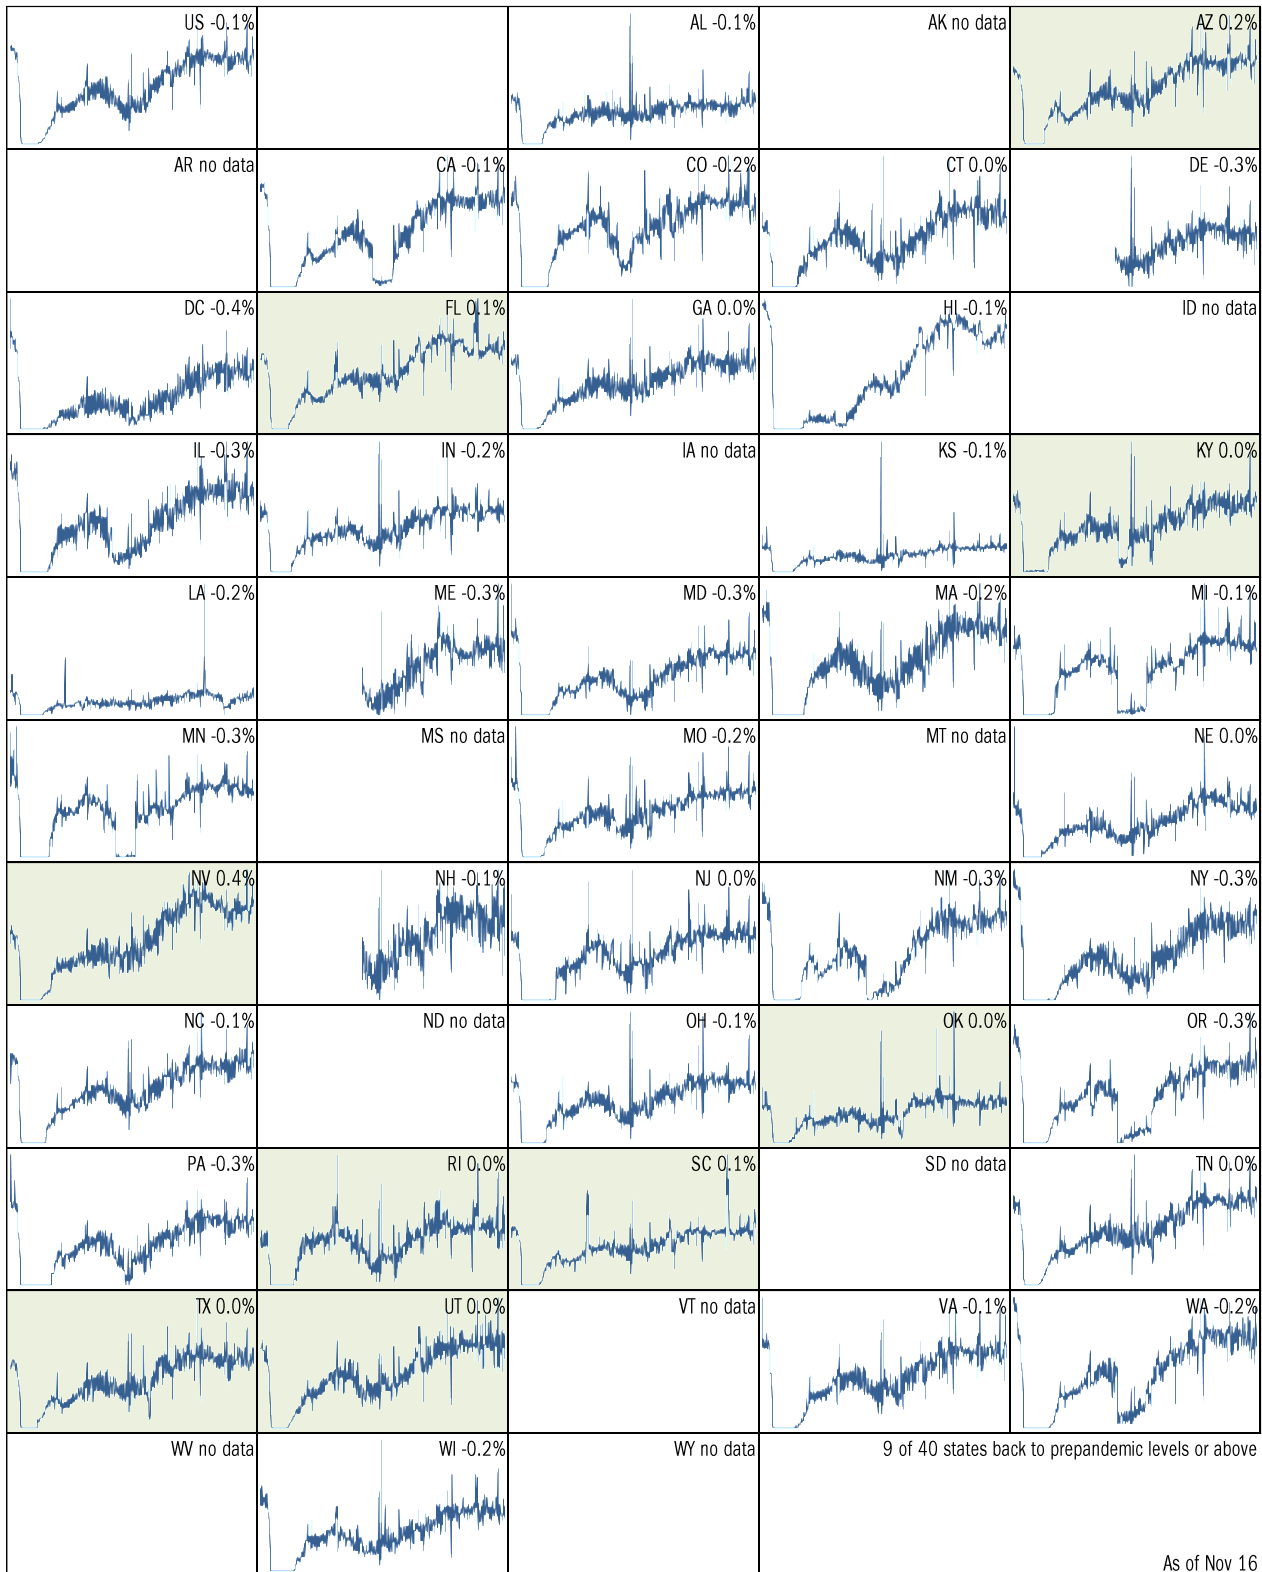 US -0.1%
AL -0.1%
AK no data
AZ 0.2%
AR no data
CA -0.1%
CO -0.2%
CT 0.0%
DE -0.3%
DC -0.4%
FL 0.1%
GA 0.0%
HI -0.1%
ID no data
IL -0.3%
IN -0.2%
IA no data
KS -0.1%
KY 0.0%
LA -0.2%
ME -0.3%
MD -0.3%
MA -0.2%
MI -0.1%
MN -0.3%
MS no data
MO -0.2%
MT no data
NE 0.0%
NV 0.4%
NH -0.1%
NJ 0.0%
NM -0.3%
NY -0.3%
NC -0.1%
ND no data
OH -0.1%
OK 0.0%
OR -0.3%
PA -0.3%
RI 0.0%
SC 0.1%
SD no data
TN 0.0%
TX 0.0%
UT 0.0%
VT no data
VA -0.1%
WA -0.2%
WV no data
WI -0.2%
WY no data
9 of 40 states back to prepandemic levels or above
As of Nov 16